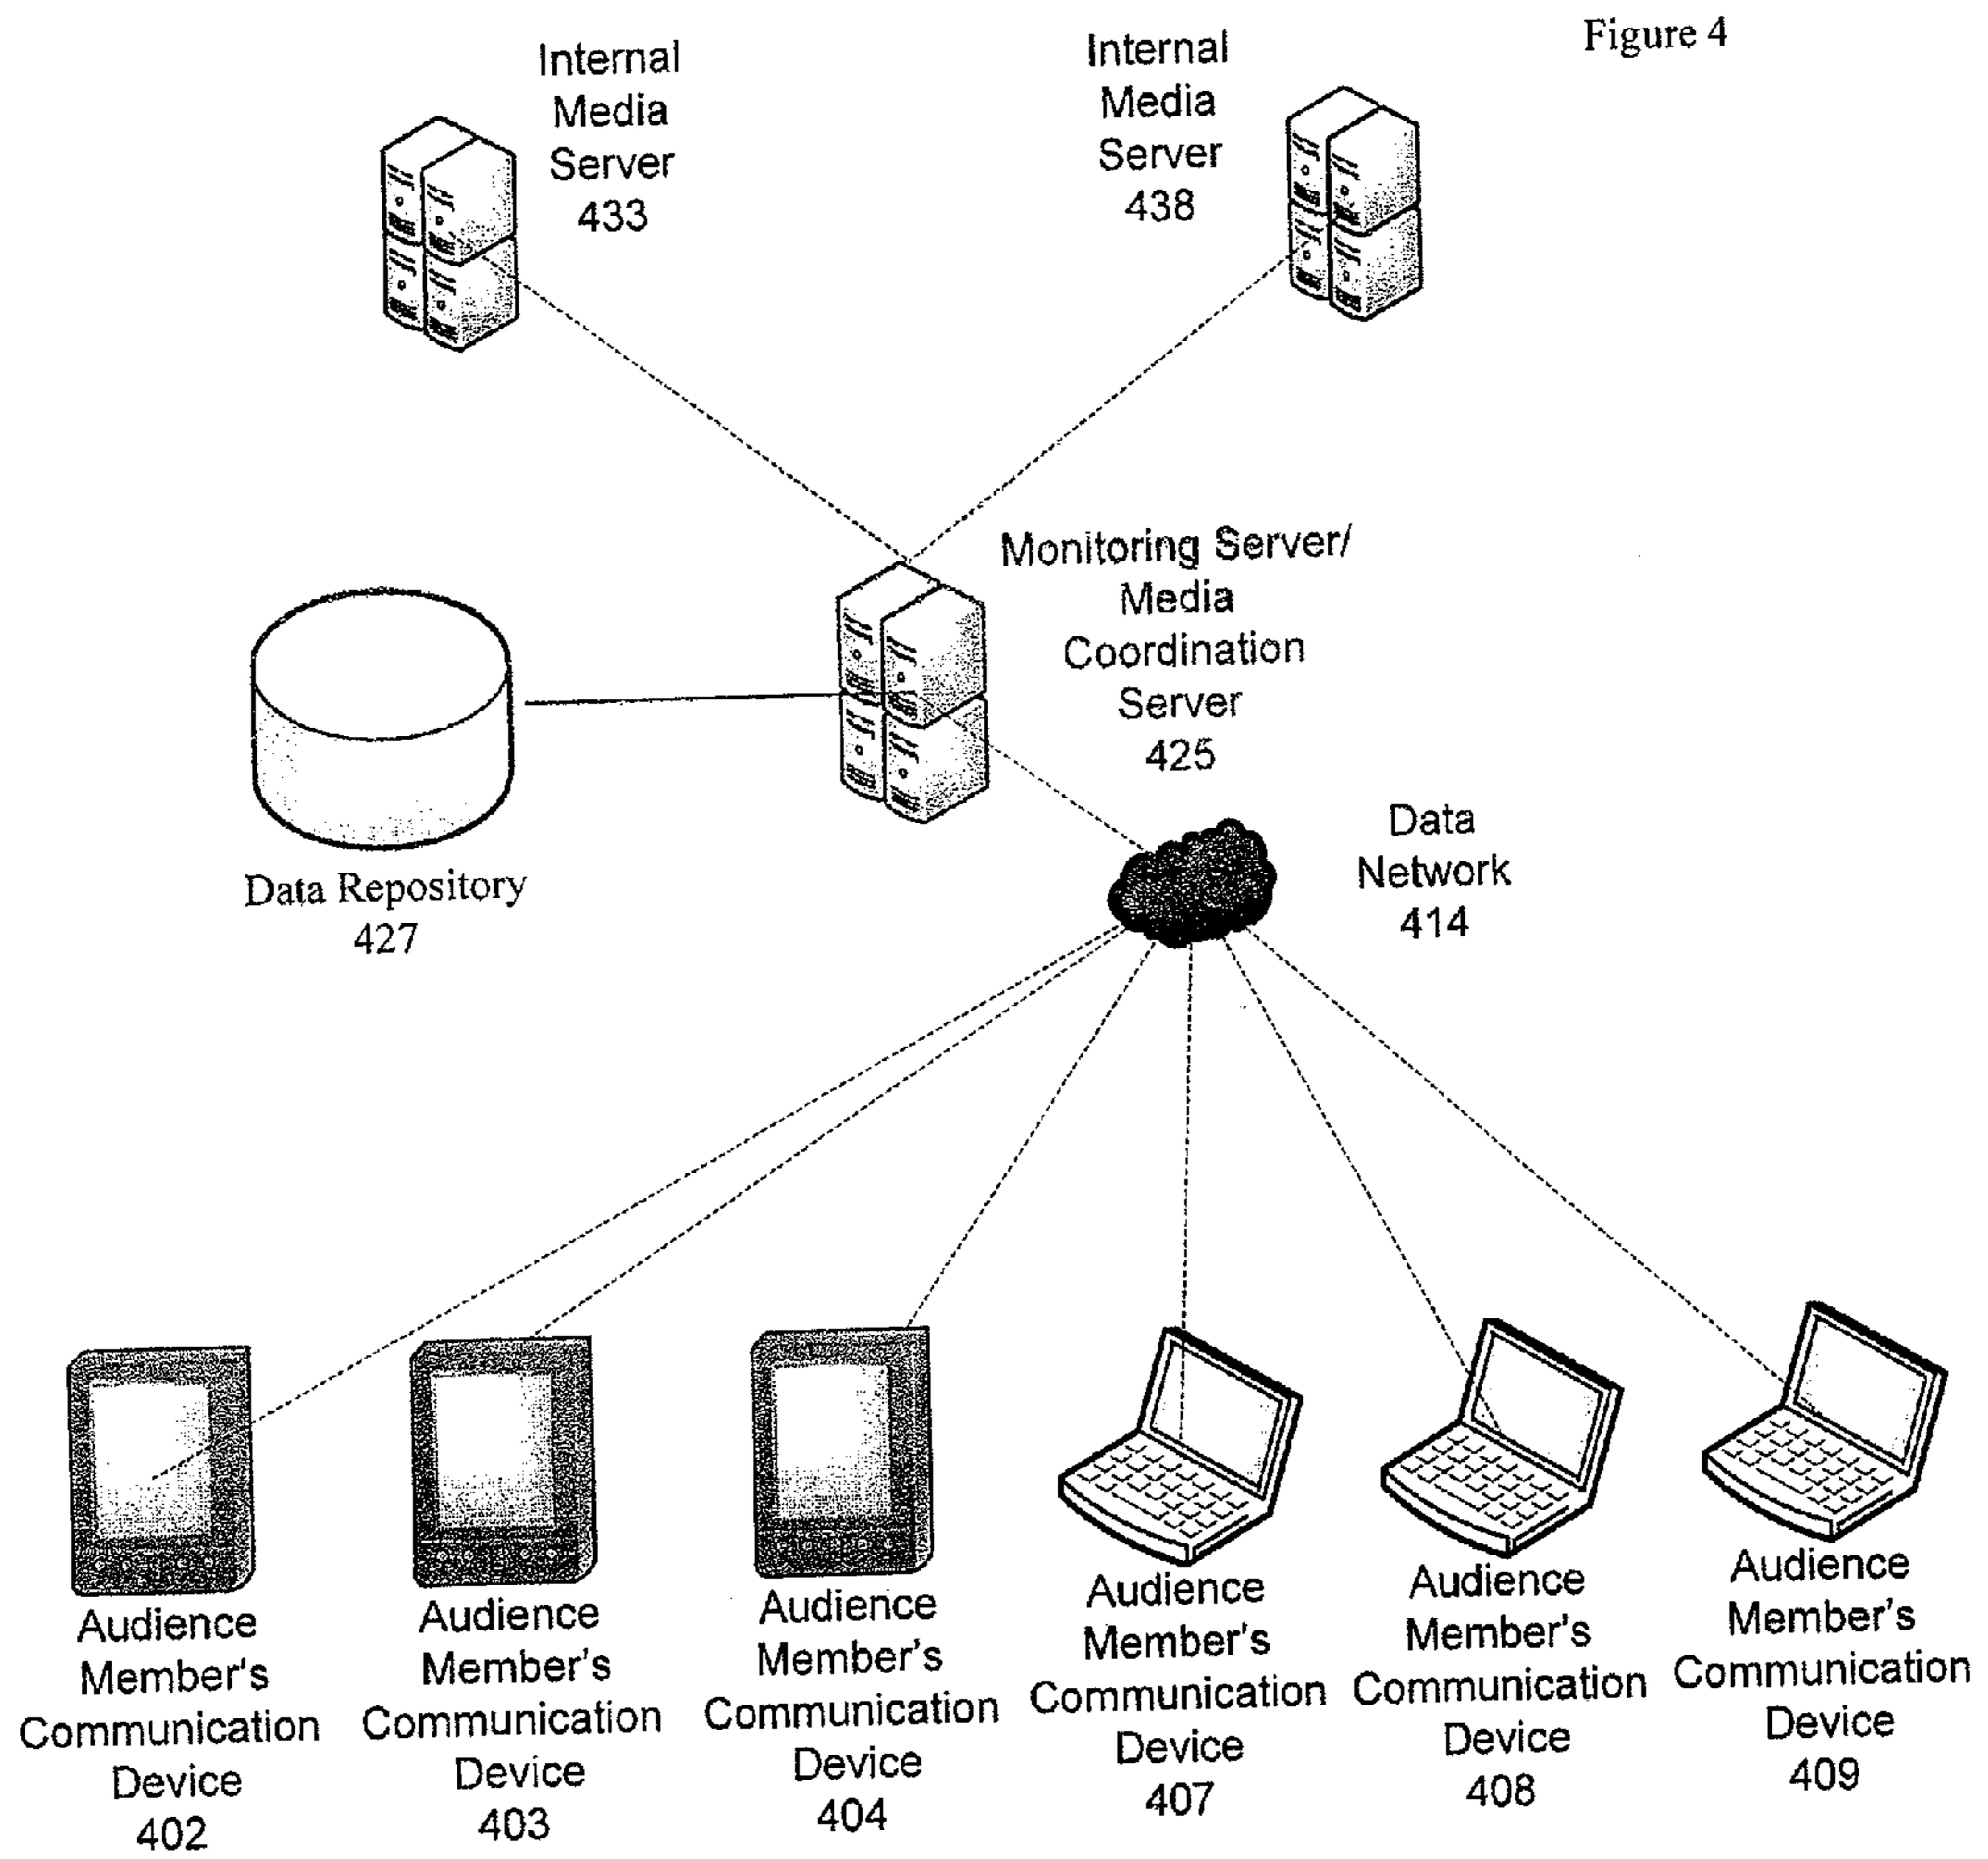 Figure 4
Internal
Media
Server
433
Internal
Media
Server
438
Monitoring Server/
Media
Coordination
Server
425
Data Repository
427
Data
Network
414
Audience
Member's
Communication
Device
402
Audience
Member's
Communication
Device
403
Audience
Member's
Communication
Device
404
Audience
Member's
Communication
Device
407
Audience
Member's
Communication
Device
408
Audience
Member's
Communication
Device
409